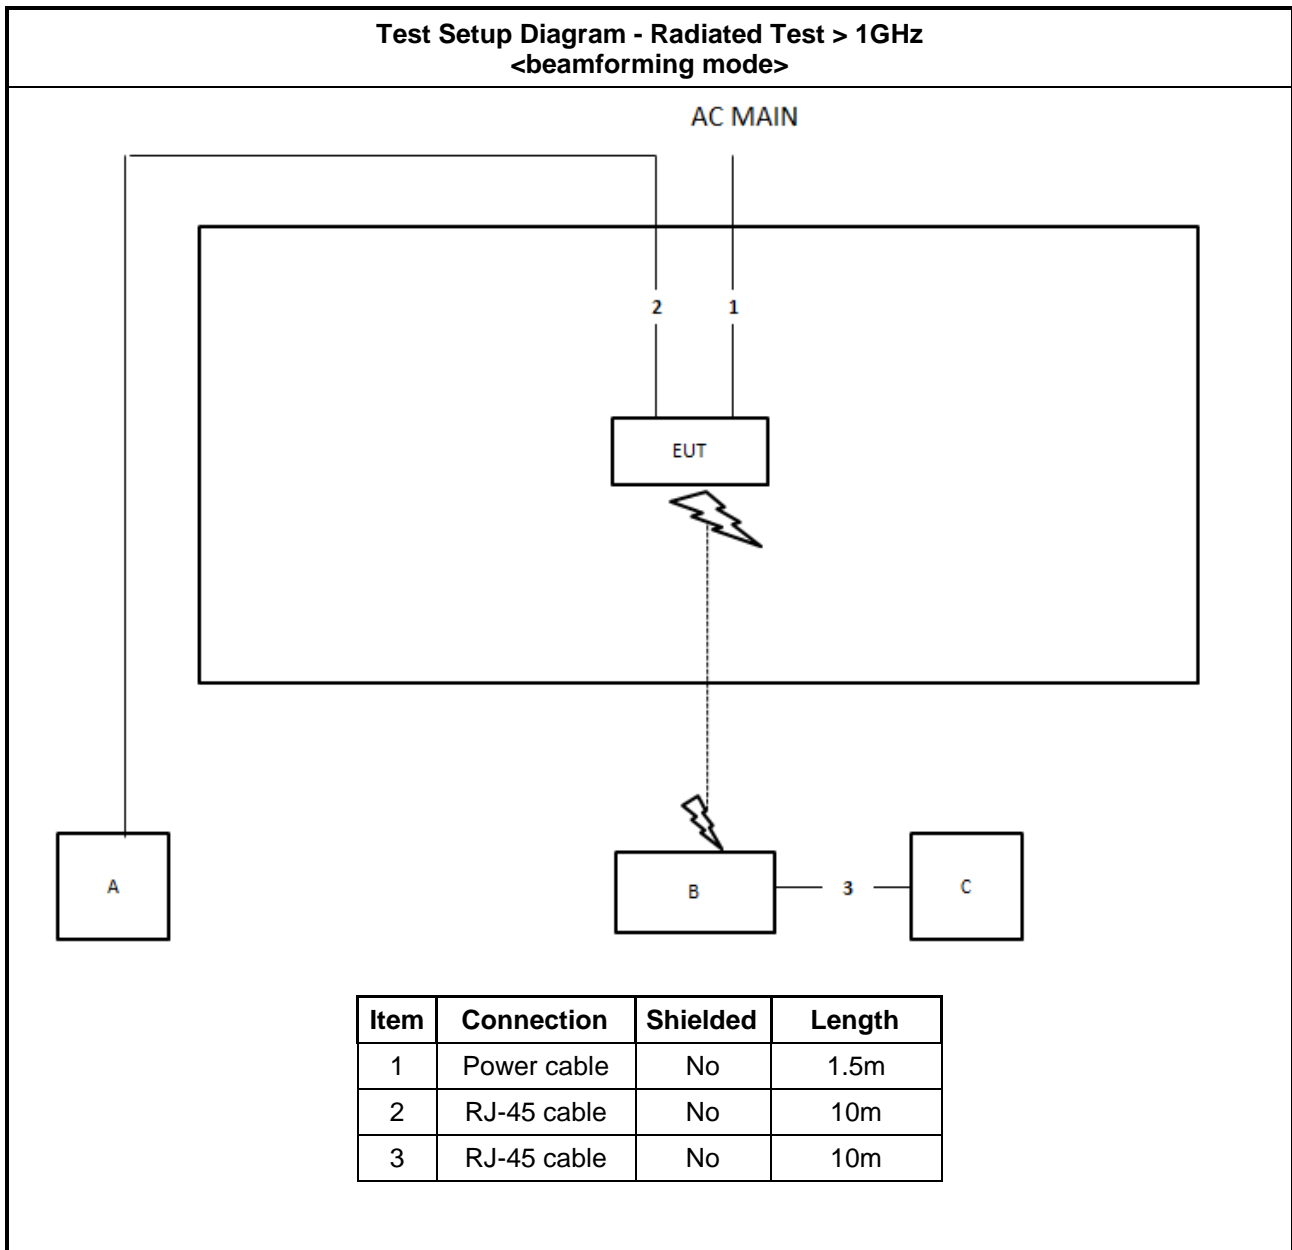 Test Setup Diagram - Radiated Test > 1GHz
<beamforming mode>
AC MAIN
2 1
EUT
A
B
3
C
Item Connection Shielded Length
1 Power cable No 1.5m
2 RJ-45 cable No 10m
3 RJ-45 cable No 10m